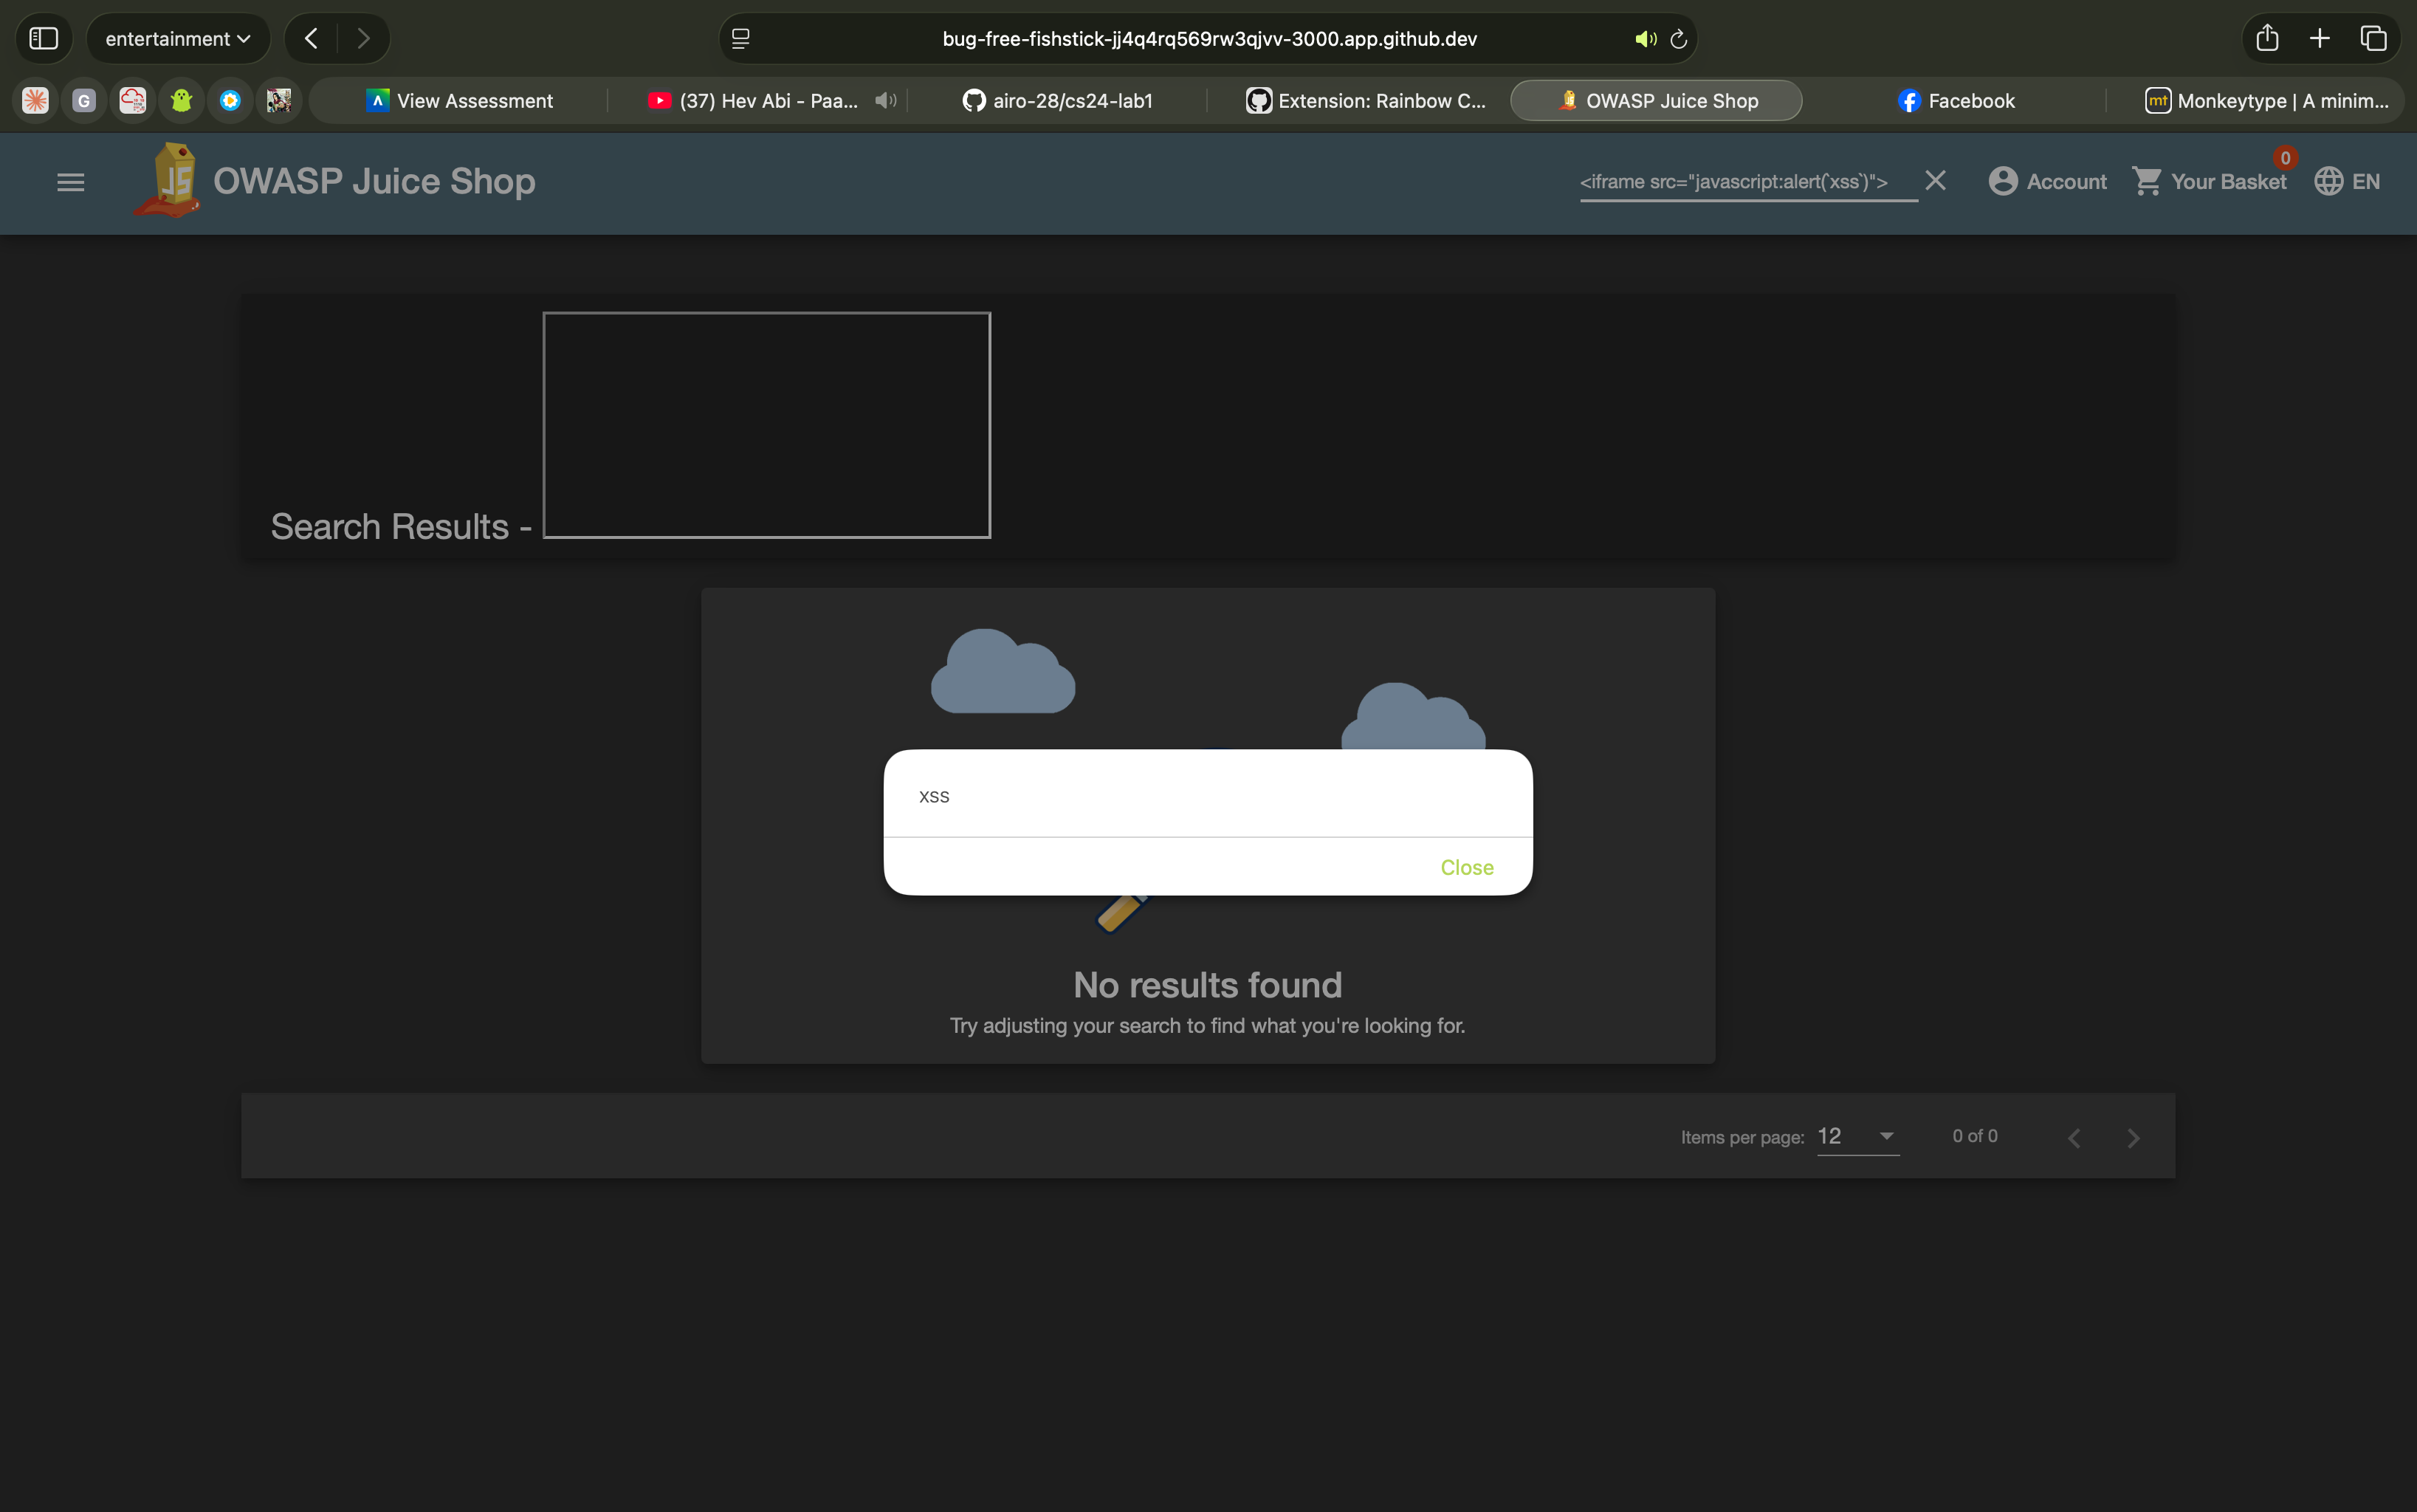 entertainment
bug-free-fishstick-jj4q4rq569rw3qjvv-3000.app.github.dev
G
View Assessment
(37) Hev Abi - Paa...
airo-28/cs24-lab1
Extension: Rainbow C...
OWASP Juice Shop
Facebook
mt
Monkeytype | A minim...
JS
OWASP Juice Shop
<iframe src="javascript:alert(`xss`)">
Account
0
Your Basket
EN
Search Results -
xss
Close
No results found
Try adjusting your search to find what you're looking for.
Items per page: 12
0 of 0